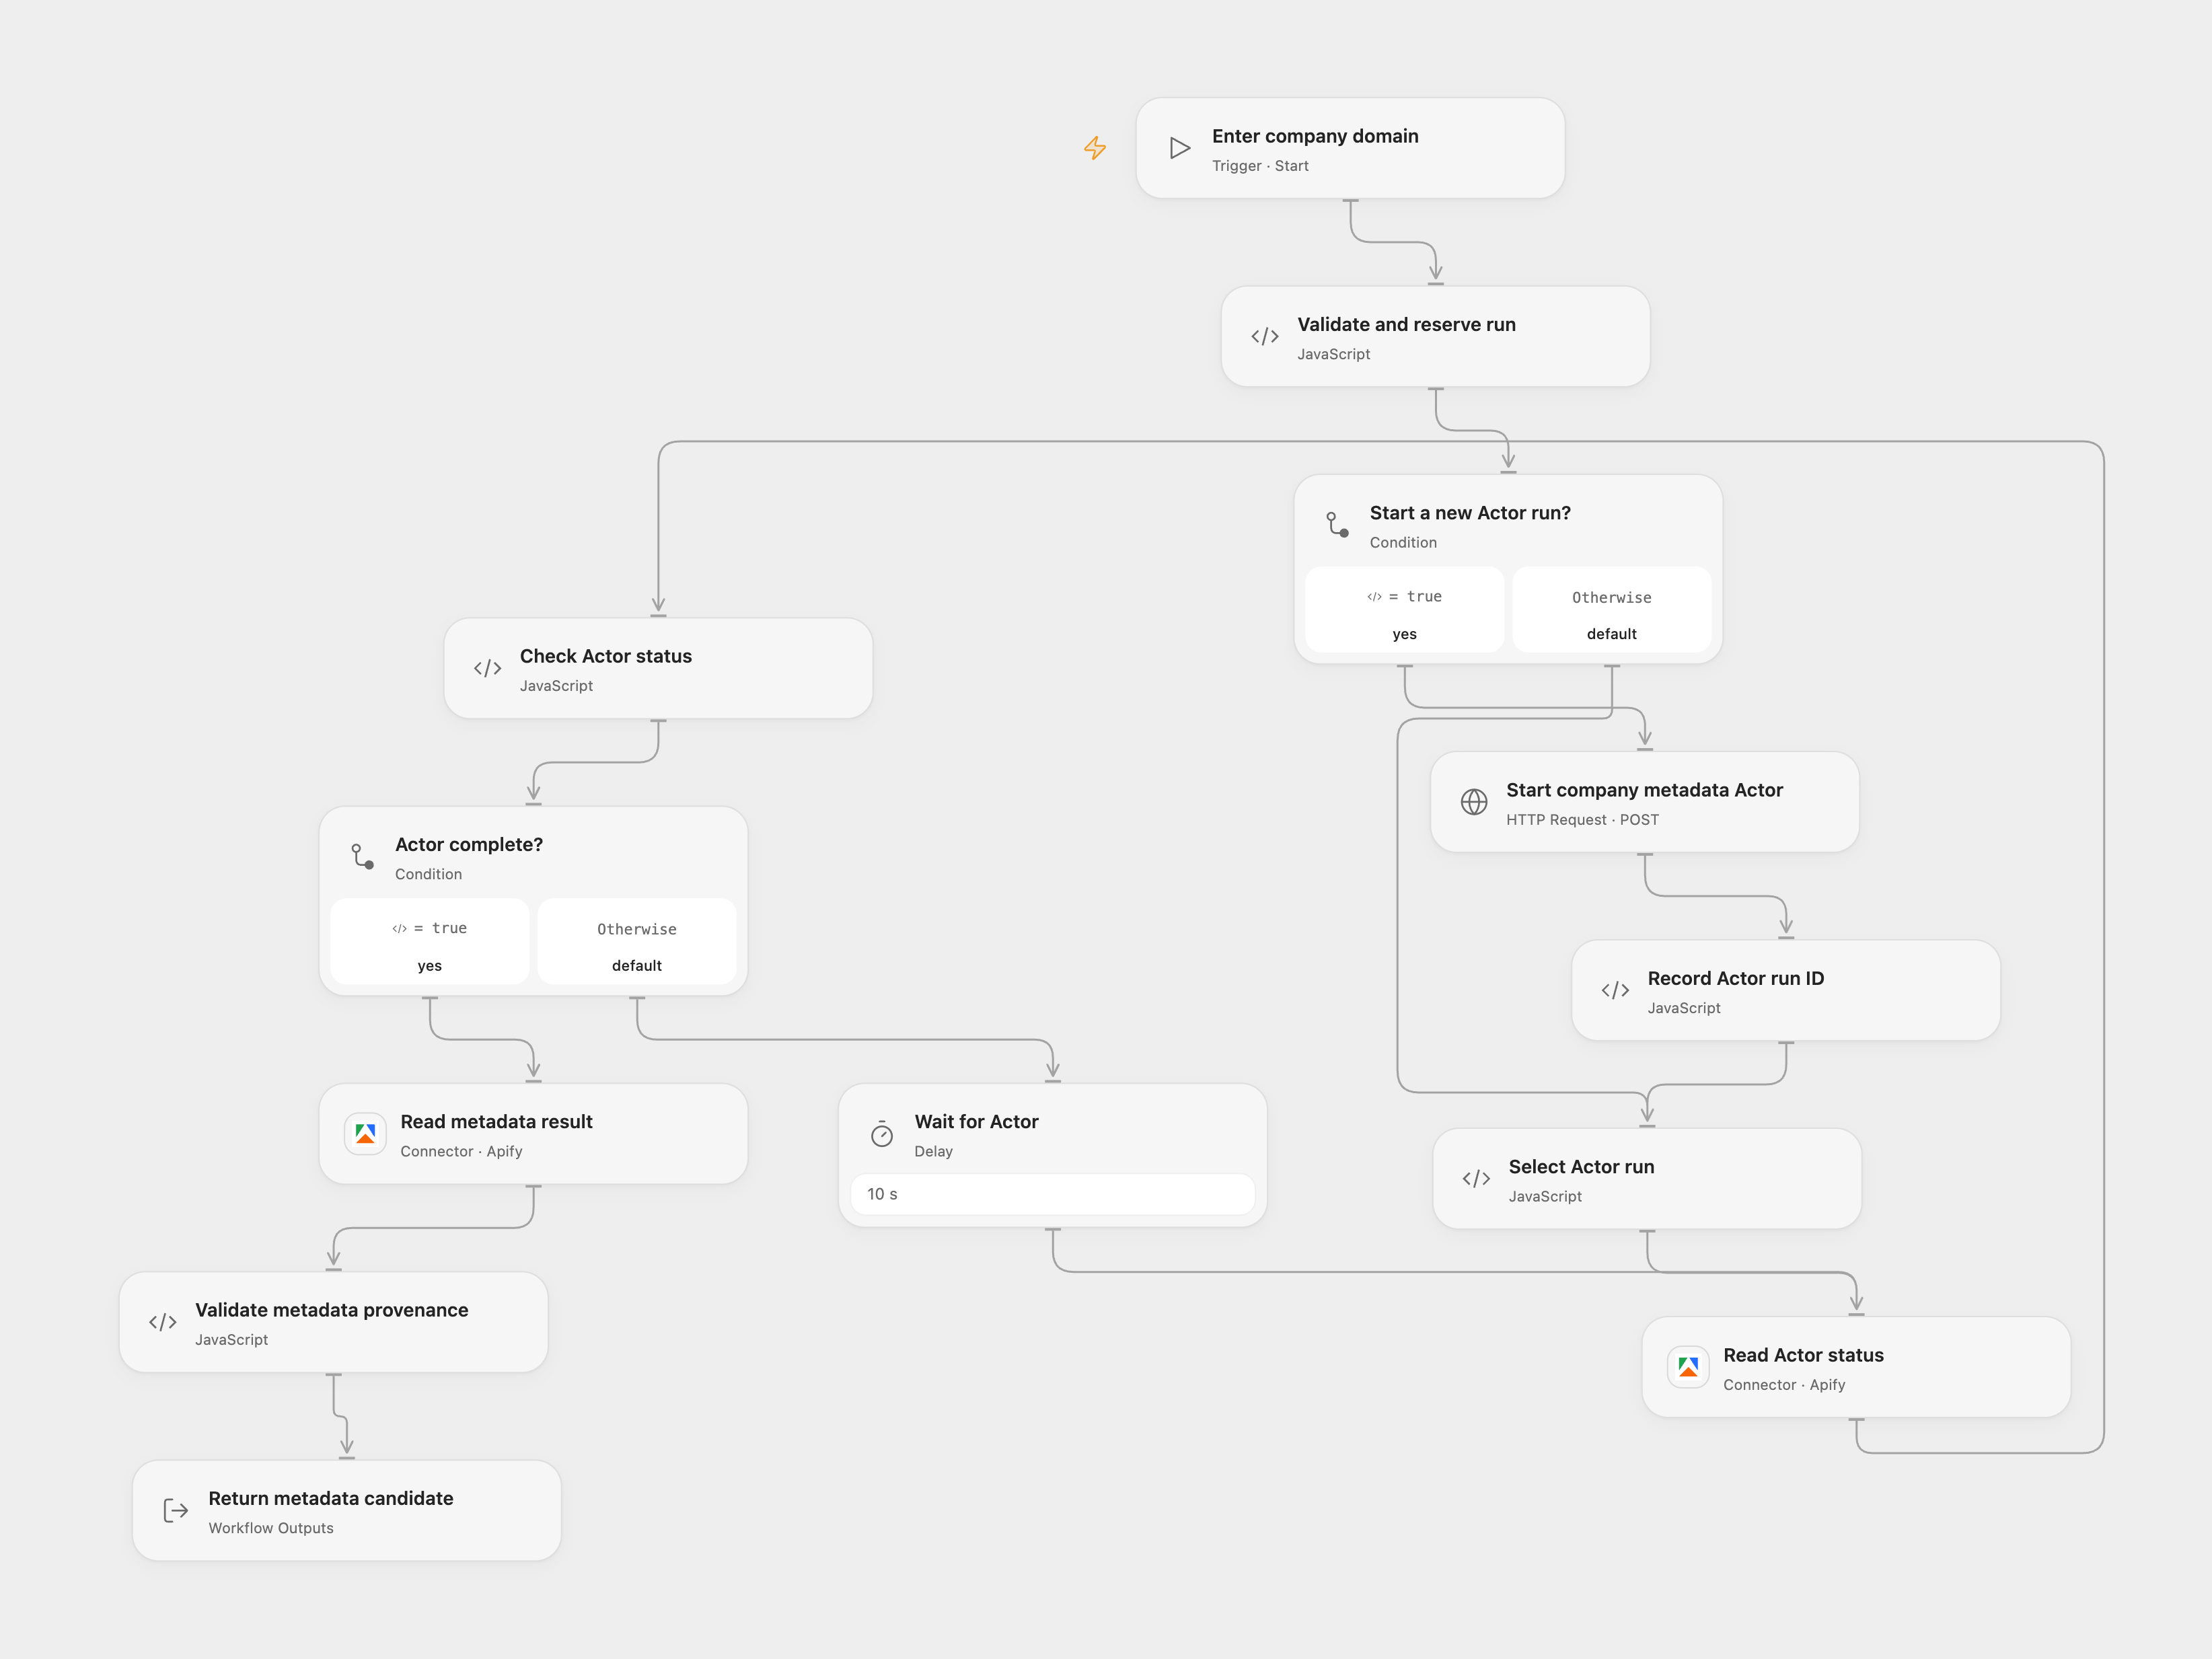 Enter company domain
Trigger · Start
Validate and reserve run
JavaScript
Start a new Actor run?
Condition
</> = true
yes
Otherwise
default
Check Actor status
JavaScript
Start company metadata Actor
HTTP Request · POST
Actor complete?
Condition
</> = true
yes
Otherwise
default
Record Actor run ID
JavaScript
Read metadata result
Connector · Apify
Wait for Actor
Delay
10 s
Select Actor run
JavaScript
Validate metadata provenance
JavaScript
Read Actor status
Connector · Apify
Return metadata candidate
Workflow Outputs